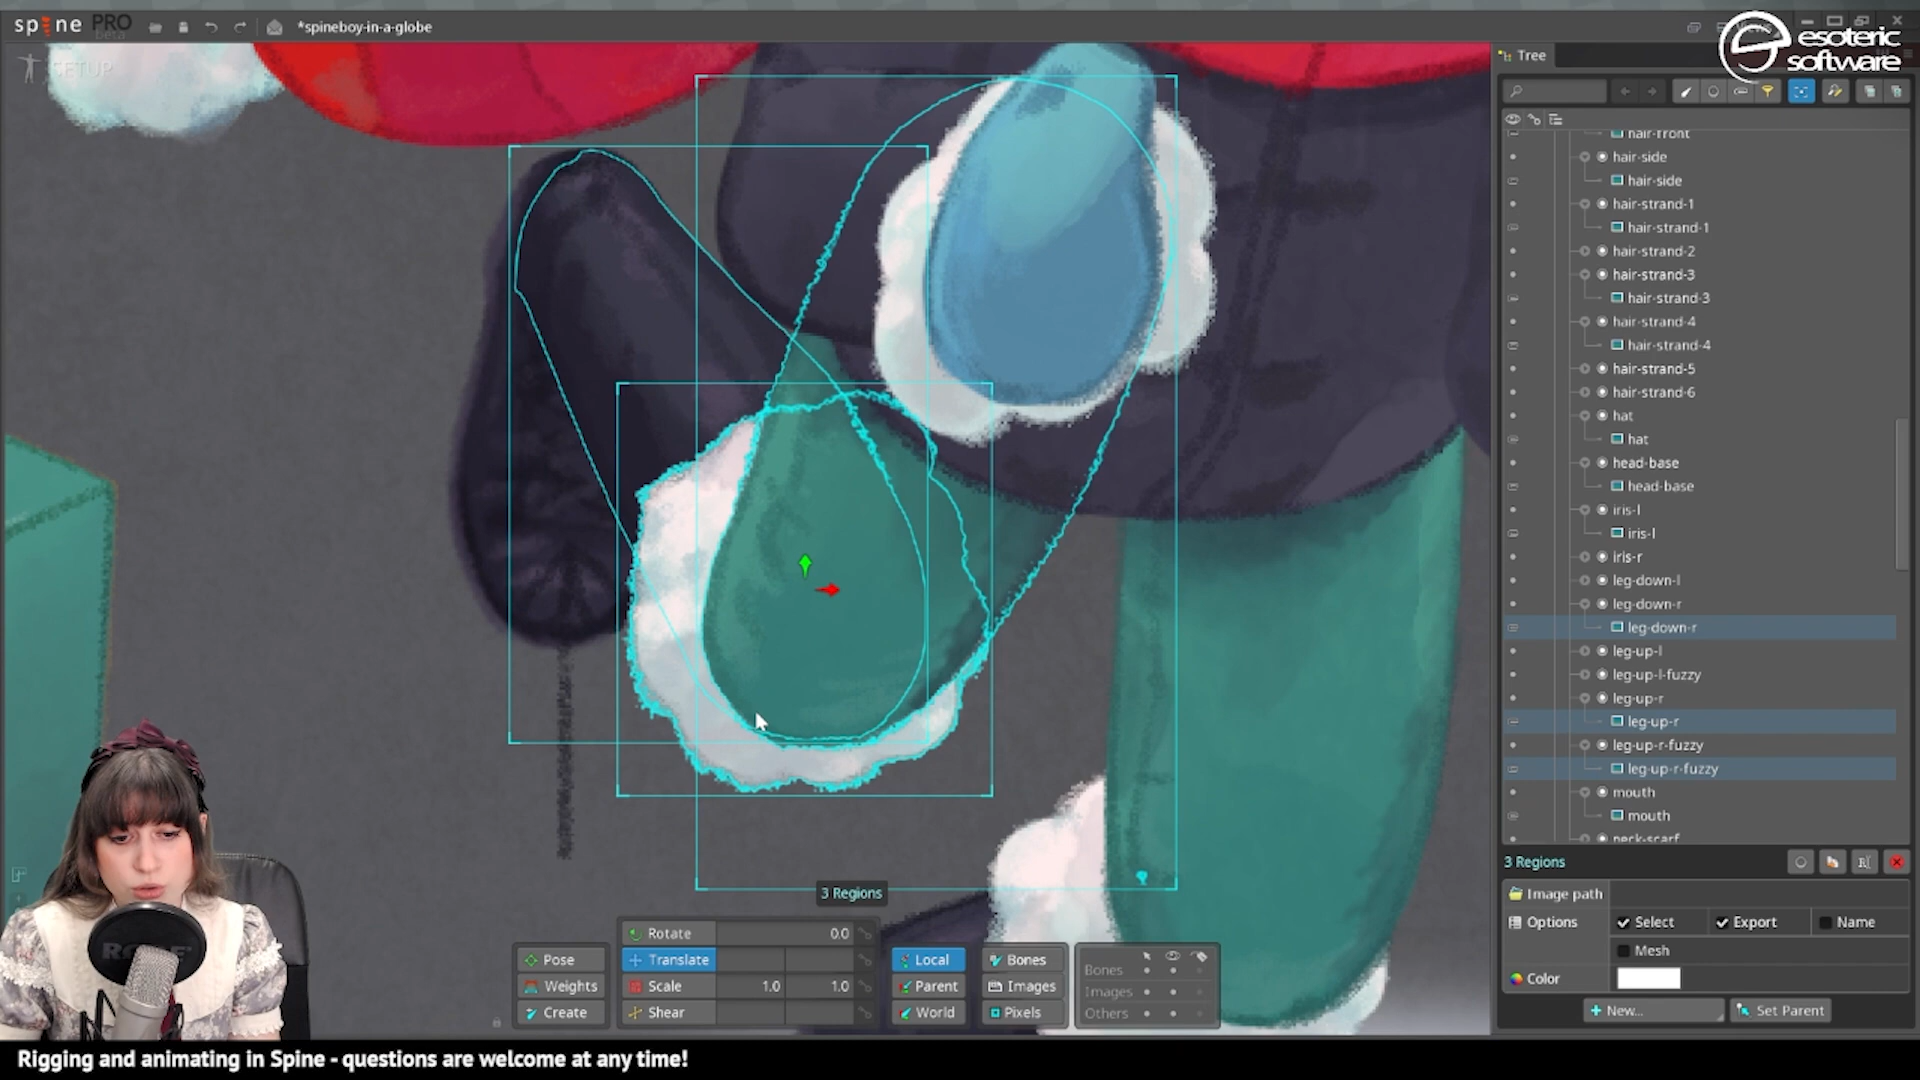 spine PRO
beta
*spineboy-in-a-globe
SETUP
esoteric
software
Tree
hair-front
hair-side
hair-side
hair-strand-1
hair-strand-1
hair-strand-2
hair-strand-3
hair-strand-3
hair-strand-4
hair-strand-4
hair-strand-5
hair-strand-6
hat
hat
head-base
head-base
iris-l
iris-l
iris-r
leg-down-l
leg-down-r
leg-down-r
leg-up-l
leg-up-l-fuzzy
leg-up-r
leg-up-r
leg-up-r-fuzzy
leg-up-r-fuzzy
mouth
mouth
neck-scarf
3 Regions
Image path
Options Select Export Name
Mesh
Color
New... Set Parent
3 Regions
Pose
Weights
Create
Rotate 0.0
Translate
Scale 1.0 1.0
Shear
Local
Parent
World
Bones
Images
Pixels
Bones
Images
Others
RODE
Rigging and animating in Spine - questions are welcome at any time!